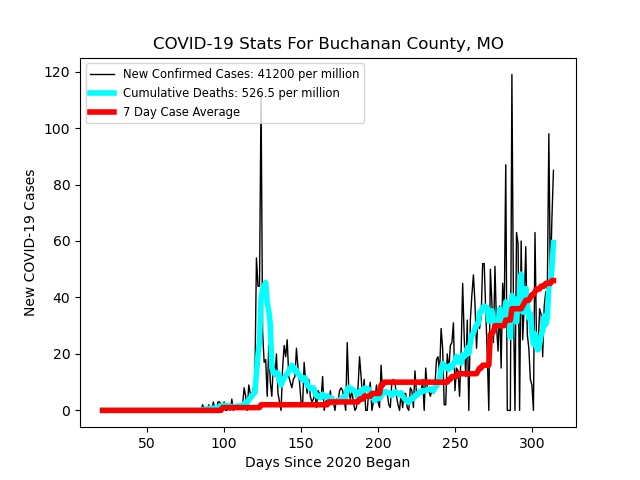 COVID-19 Stats For Buchanan County, MO
New Confirmed Cases: 41200 per million
Cumulative Deaths: 526.5 per million
7 Day Case Average
120
100
80
60
40
20
0
New COVID-19 Cases
50 100 150 200 250 300
Days Since 2020 Began